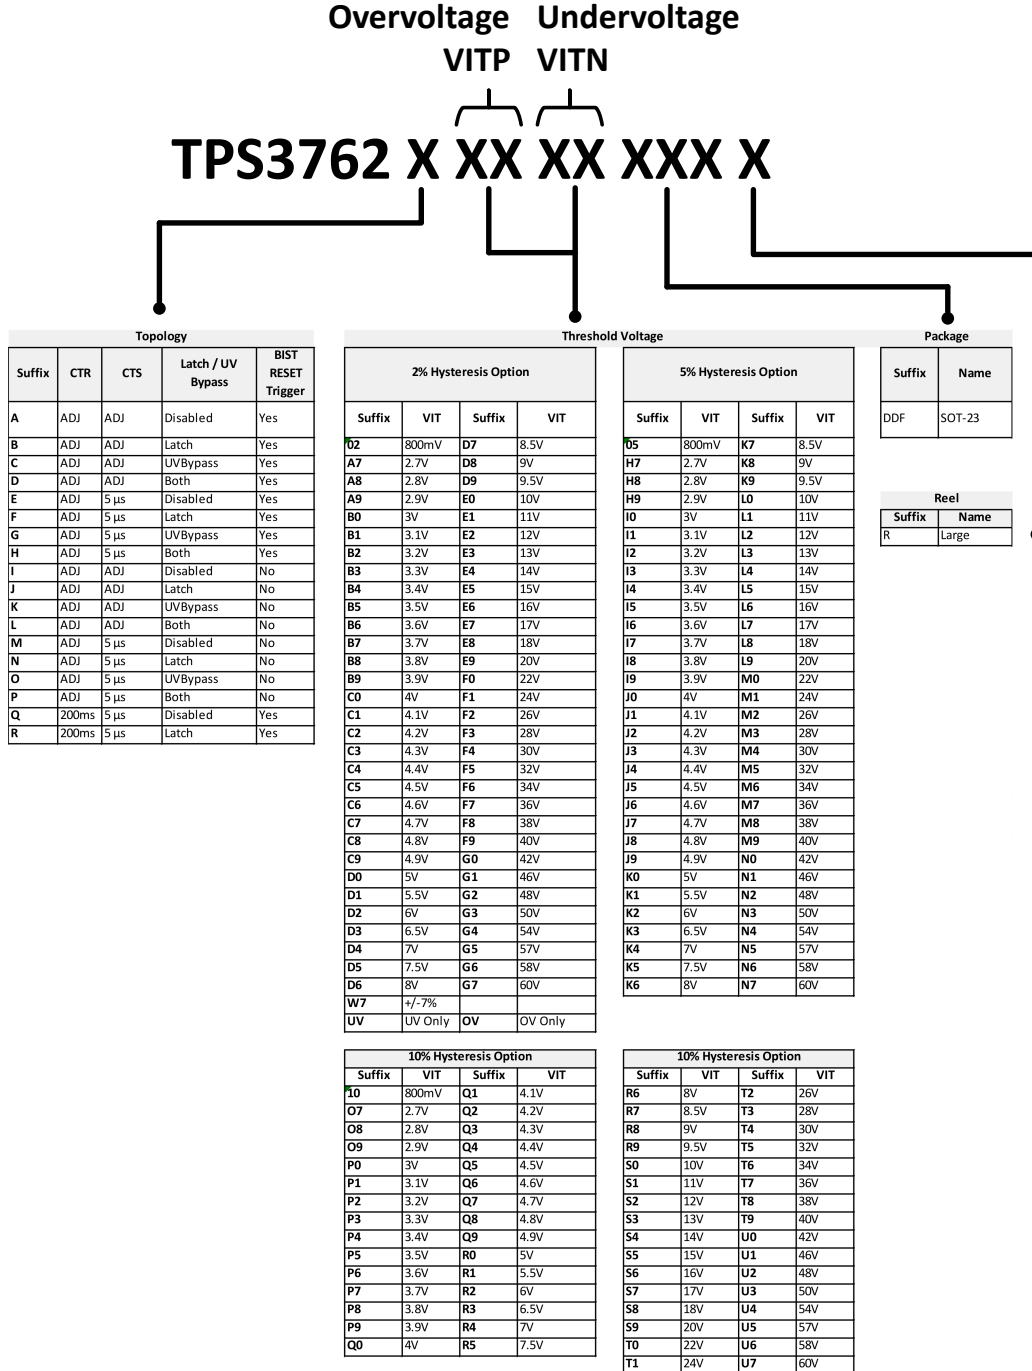 Overvoltage Undervoltage
VITP VITN
TPS3762 X XX XX XXX X
Topology
Suffix CTR CTS Latch / UV Bypass BIST RESET Trigger
A ADJ ADJ Disabled Yes
B ADJ ADJ Latch Yes
C ADJ ADJ UVBypass Yes
D ADJ ADJ Both Yes
E ADJ 5 µs Disabled Yes
F ADJ 5 µs Latch Yes
G ADJ 5 µs UVBypass Yes
H ADJ 5 µs Both Yes
I ADJ ADJ Disabled No
J ADJ ADJ Latch No
K ADJ ADJ UVBypass No
L ADJ ADJ Both No
M ADJ 5 µs Disabled No
N ADJ 5 µs Latch No
O ADJ 5 µs UVBypass No
P ADJ 5 µs Both No
Q 200ms 5 µs Disabled Yes
R 200ms 5 µs Latch Yes
Threshold Voltage
2% Hysteresis Option
Suffix VIT Suffix VIT
02 800mV D7 8.5V
A7 2.7V D8 9V
A8 2.8V D9 9.5V
A9 2.9V E0 10V
B0 3V E1 11V
B1 3.1V E2 12V
B2 3.2V E3 13V
B3 3.3V E4 14V
B4 3.4V E5 15V
B5 3.5V E6 16V
B6 3.6V E7 17V
B7 3.7V E8 18V
B8 3.8V E9 20V
B9 3.9V F0 22V
C0 4V F1 24V
C1 4.1V F2 26V
C2 4.2V F3 28V
C3 4.3V F4 30V
C4 4.4V F5 32V
C5 4.5V F6 34V
C6 4.6V F7 36V
C7 4.7V F8 38V
C8 4.8V F9 40V
C9 4.9V G0 42V
D0 5V G1 46V
D1 5.5V G2 48V
D2 6V G3 50V
D3 6.5V G4 54V
D4 7V G5 57V
D5 7.5V G6 58V
D6 8V G7 60V
W7 +/-7%
UV UV Only OV OV Only
5% Hysteresis Option
Suffix VIT Suffix VIT
05 800mV K7 8.5V
H7 2.7V K8 9V
H8 2.8V K9 9.5V
H9 2.9V L0 10V
I0 3V L1 11V
I1 3.1V L2 12V
I2 3.2V L3 13V
I3 3.3V L4 14V
I4 3.4V L5 15V
I5 3.5V L6 16V
I6 3.6V L7 17V
I7 3.7V L8 18V
I8 3.8V L9 20V
I9 3.9V M0 22V
J0 4V M1 24V
J1 4.1V M2 26V
J2 4.2V M3 28V
J3 4.3V M4 30V
J4 4.4V M5 32V
J5 4.5V M6 34V
J6 4.6V M7 36V
J7 4.7V M8 38V
J8 4.8V M9 40V
J9 4.9V N0 42V
K0 5V N1 46V
K1 5.5V N2 48V
K2 6V N3 50V
K3 6.5V N4 54V
K4 7V N5 57V
K5 7.5V N6 58V
K6 8V N7 60V
Package
Suffix Name
DDF SOT-23
Reel
Suffix Name
R Large
10% Hysteresis Option
Suffix VIT Suffix VIT
10 800mV Q1 4.1V
O7 2.7V Q2 4.2V
O8 2.8V Q3 4.3V
O9 2.9V Q4 4.4V
P0 3V Q5 4.5V
P1 3.1V Q6 4.6V
P2 3.2V Q7 4.7V
P3 3.3V Q8 4.8V
P4 3.4V Q9 4.9V
P5 3.5V R0 5V
P6 3.6V R1 5.5V
P7 3.7V R2 6V
P8 3.8V R3 6.5V
P9 3.9V R4 7V
Q0 4V R5 7.5V
10% Hysteresis Option
Suffix VIT Suffix VIT
R6 8V T2 26V
R7 8.5V T3 28V
R8 9V T4 30V
R9 9.5V T5 32V
S0 10V T6 34V
S1 11V T7 36V
S2 12V T8 38V
S3 13V T9 40V
S4 14V U0 42V
S5 15V U1 46V
S6 16V U2 48V
S7 17V U3 50V
S8 18V U4 54V
S9 20V U5 57V
T0 22V U6 58V
T1 24V U7 60V